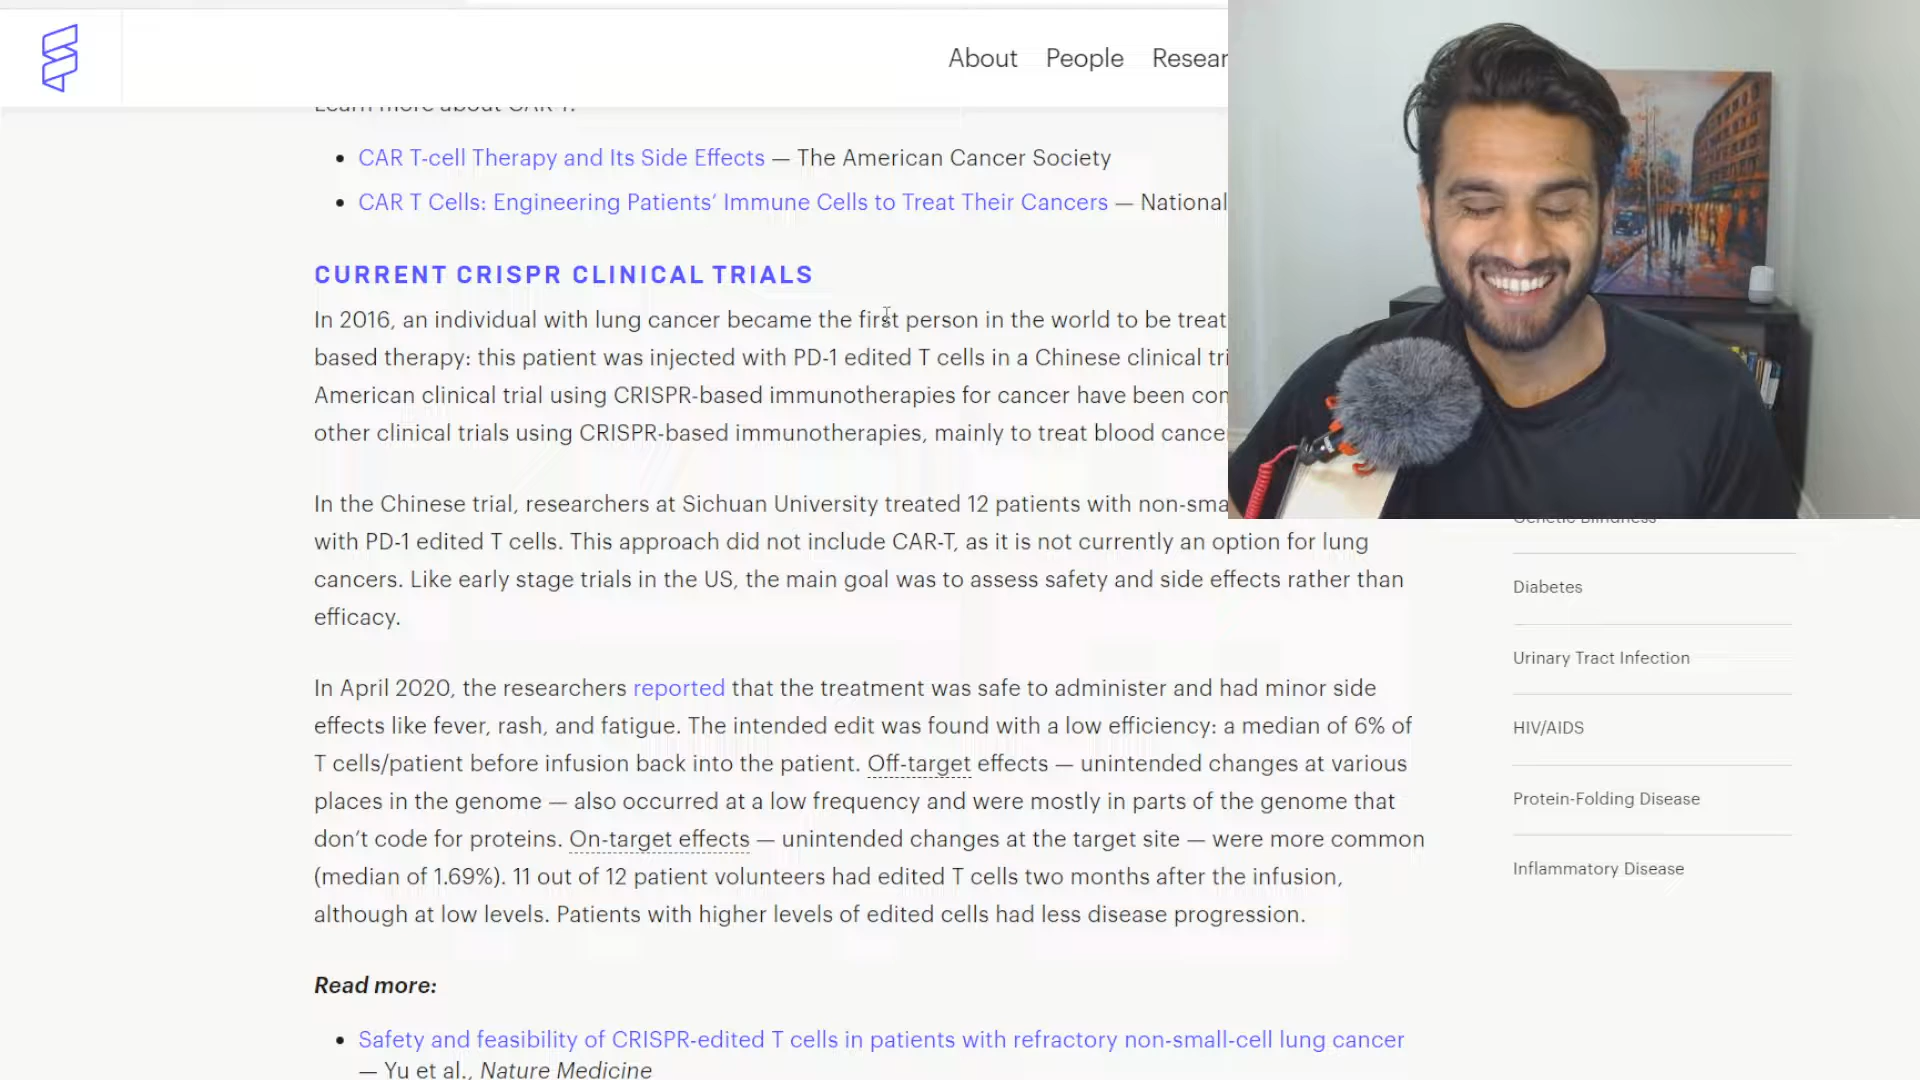 About People Resear
Learn more about CAR-T:
CAR T-cell Therapy and Its Side Effects — The American Cancer Society
CAR T Cells: Engineering Patients’ Immune Cells to Treat Their Cancers — National
CURRENT CRISPR CLINICAL TRIALS
In 2016, an individual with lung cancer became the first person in the world to be treat
based therapy: this patient was injected with PD-1 edited T cells in a Chinese clinical tri
American clinical trial using CRISPR-based immunotherapies for cancer have been con
other clinical trials using CRISPR-based immunotherapies, mainly to treat blood cance
In the Chinese trial, researchers at Sichuan University treated 12 patients with non-sma
with PD-1 edited T cells. This approach did not include CAR-T, as it is not currently an option for lung
cancers. Like early stage trials in the US, the main goal was to assess safety and side effects rather than
efficacy.
In April 2020, the researchers reported that the treatment was safe to administer and had minor side
effects like fever, rash, and fatigue. The intended edit was found with a low efficiency: a median of 6% of
T cells/patient before infusion back into the patient. Off-target effects — unintended changes at various
places in the genome — also occurred at a low frequency and were mostly in parts of the genome that
don’t code for proteins. On-target effects — unintended changes at the target site — were more common
(median of 1.69%). 11 out of 12 patient volunteers had edited T cells two months after the infusion,
although at low levels. Patients with higher levels of edited cells had less disease progression.
Read more:
Safety and feasibility of CRISPR-edited T cells in patients with refractory non-small-cell lung cancer
— Yu et al., Nature Medicine
Genetic Blindness
Diabetes
Urinary Tract Infection
HIV/AIDS
Protein-Folding Disease
Inflammatory Disease